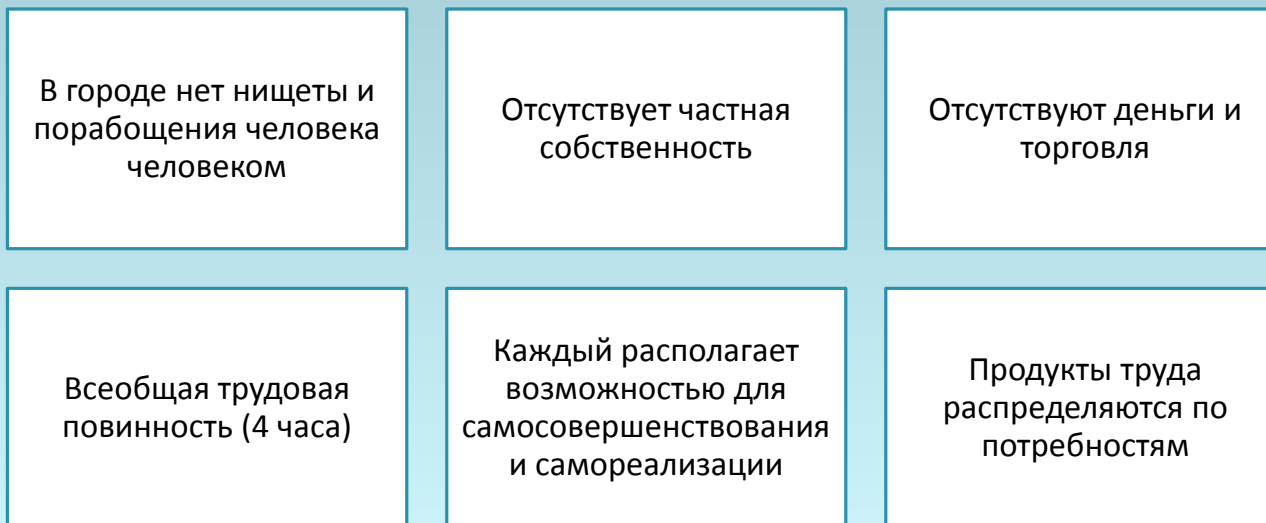 В городе нет нищеты и
порабощения человека
человеком
Отсутствует частная
собственность
Отсутствуют деньги и
торговля
Всеобщая трудовая
повинность (4 часа)
Каждый располагает
возможностью для
самосовершенствования
и самореализации
Продукты труда
распределяются по
потребностям